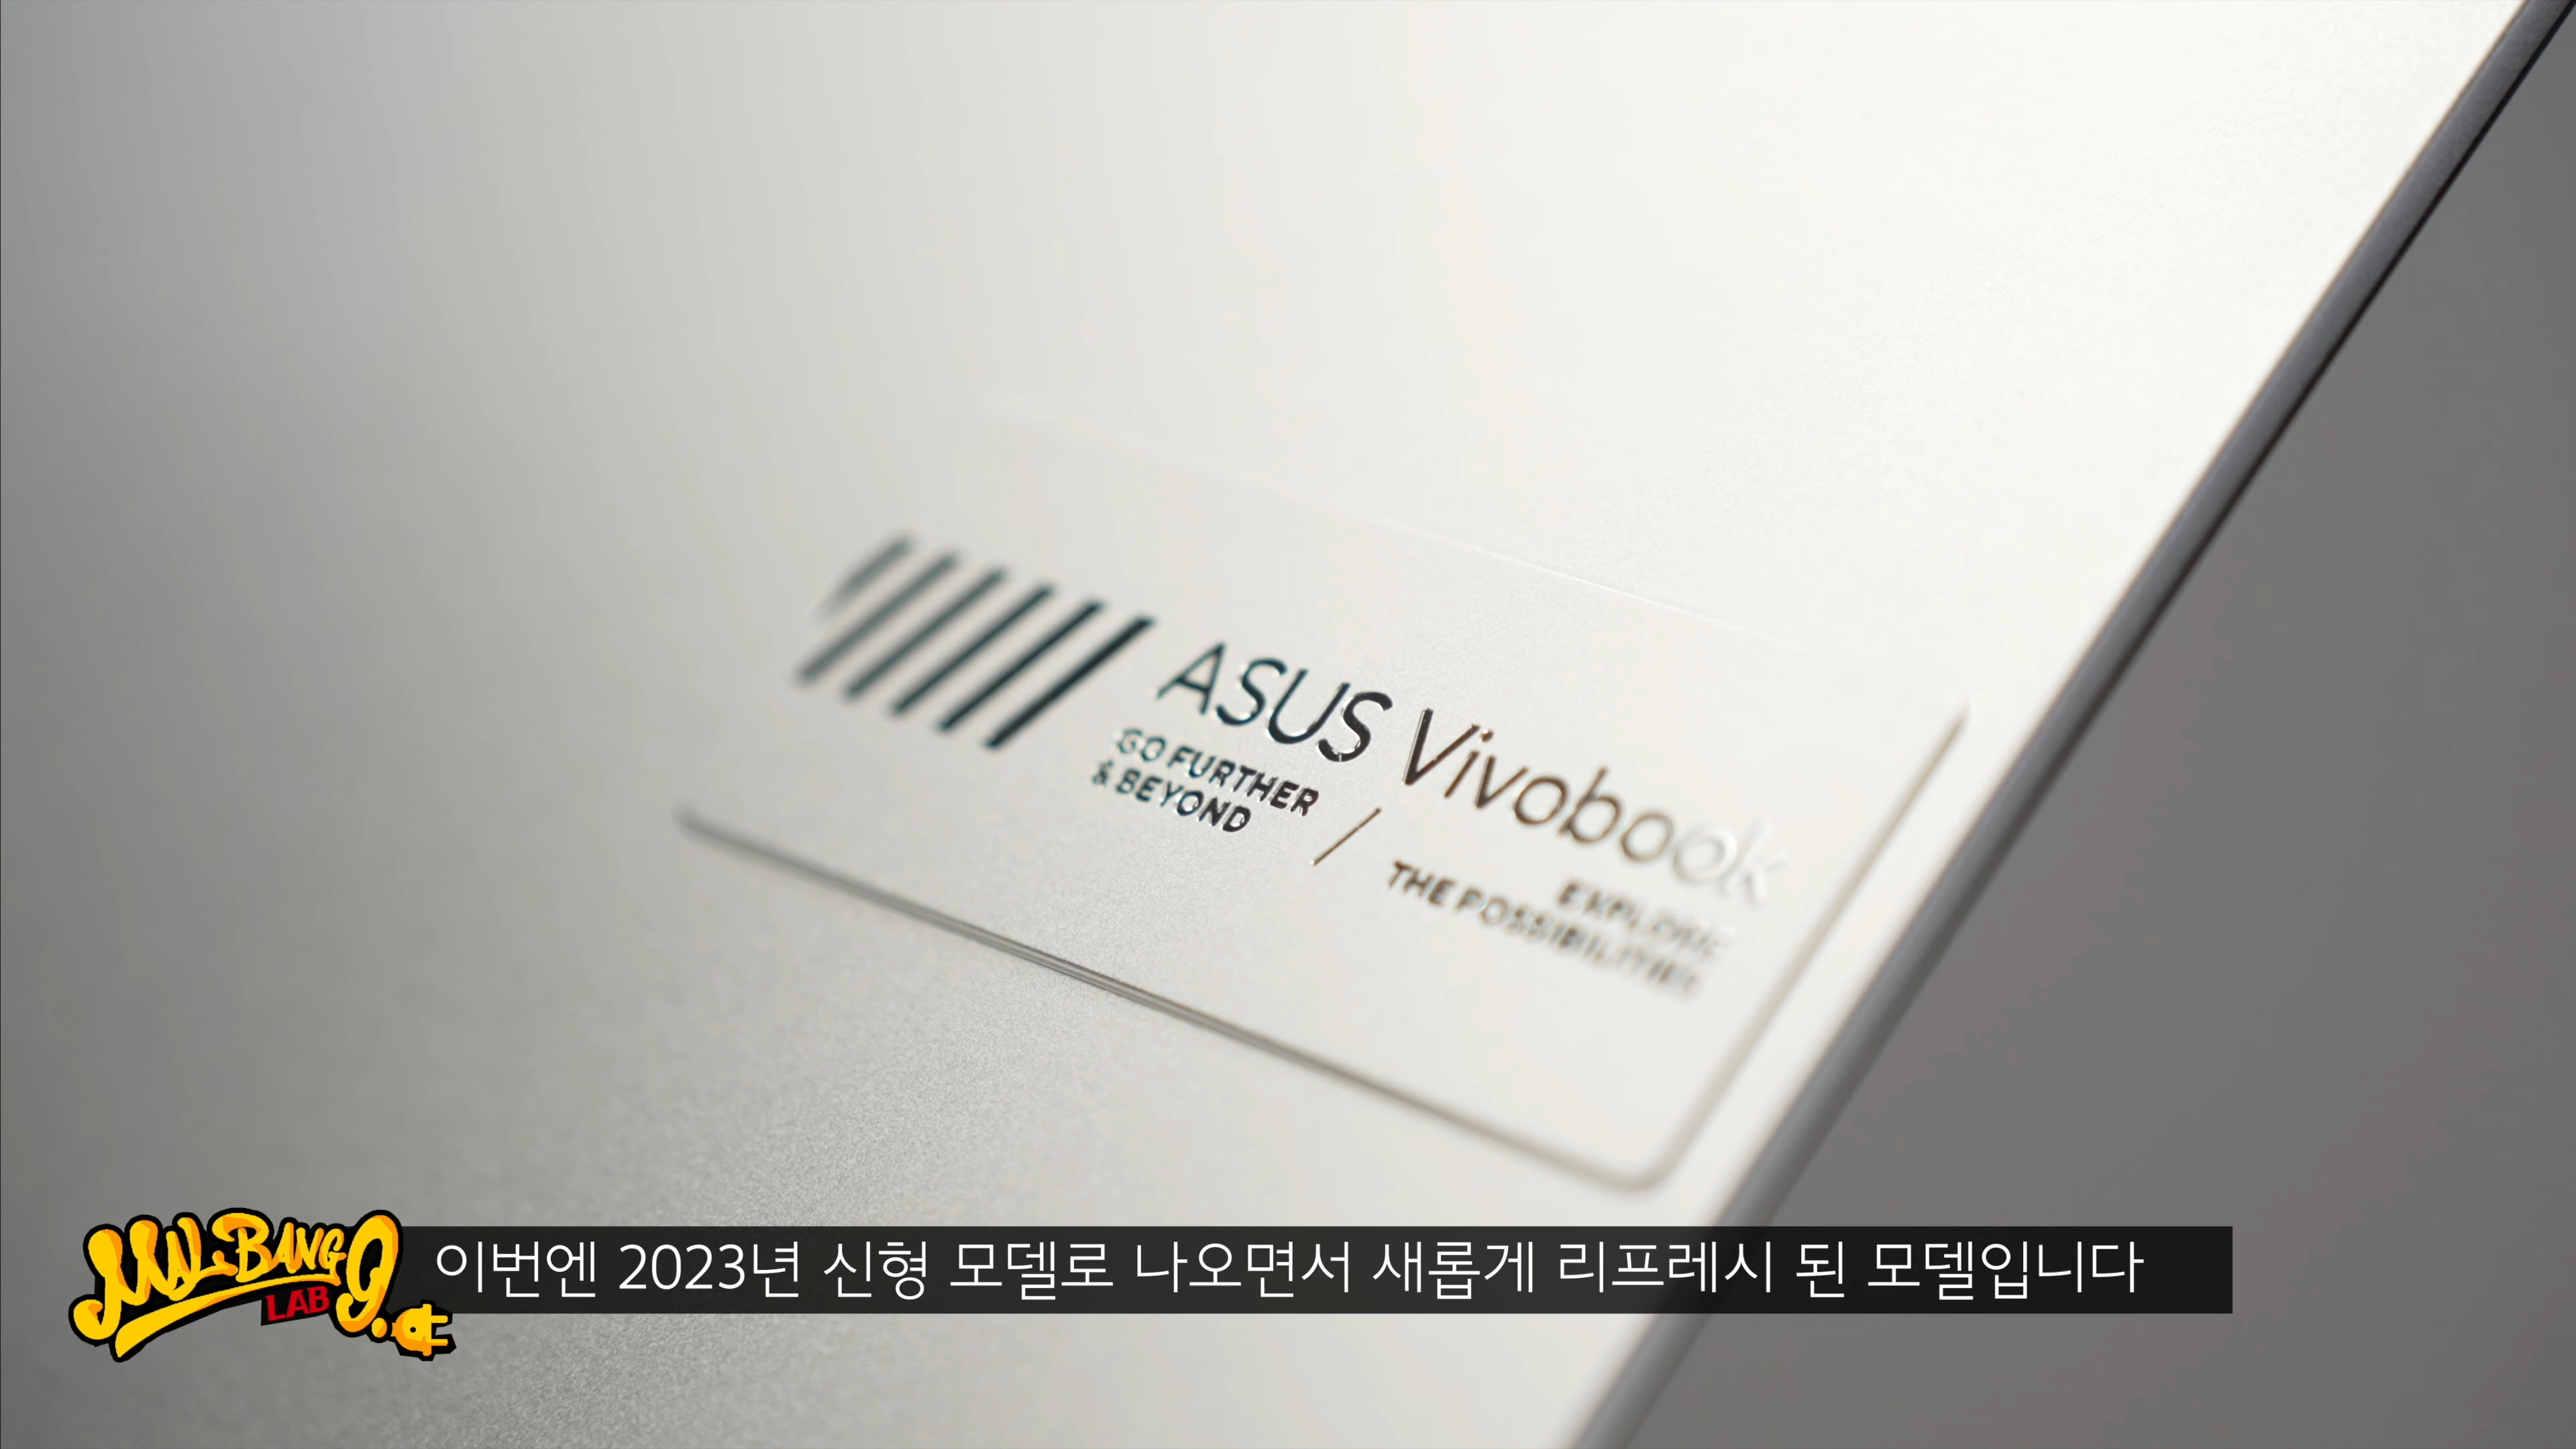 ASUS Vivobook
GO FURTHER
& BEYOND
/
EXPLORE
THE POSSIBILITIES
MALBANG9
LAB
이번엔 2023년 신형 모델로 나오면서 새롭게 리프레시 된 모델입니다